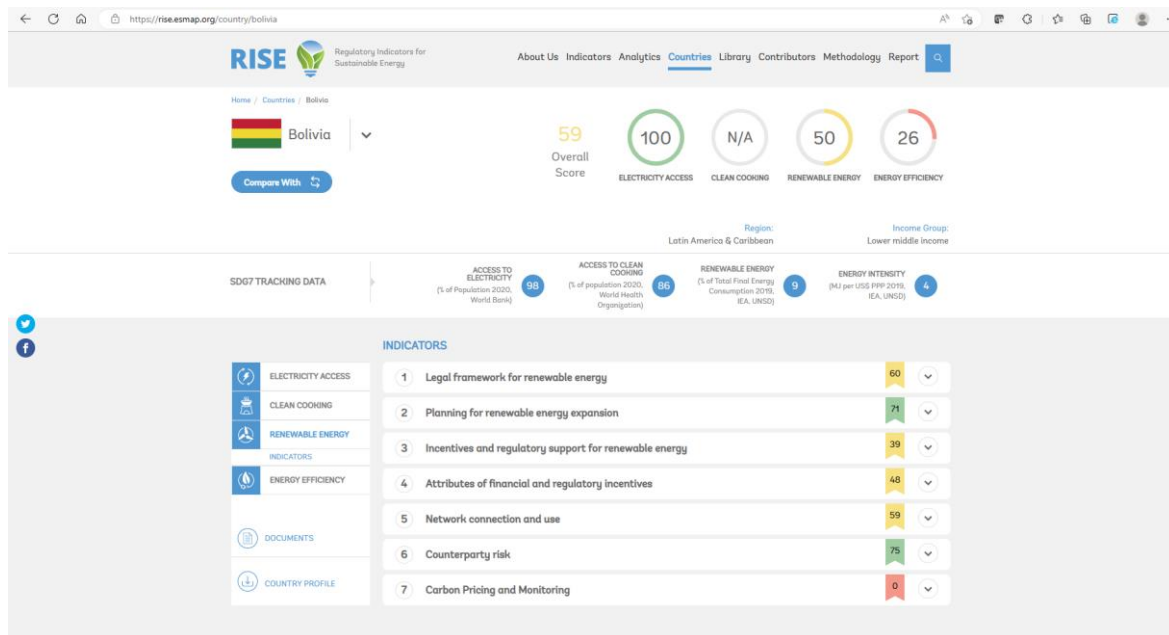 https://rise.esmap.org/country/bolivia
RISE
Regulatory Indicators for
Sustainable Energy
About Us Indicators Analytics Countries Library Contributors Methodology Report
Home / Countries / Bolivia
Bolivia
Compare With
59
Overall
Score
100
ELECTRICITY ACCESS
N/A
CLEAN COOKING
50
RENEWABLE ENERGY
26
ENERGY EFFICIENCY
Region:
Latin America & Caribbean
Income Group:
Lower middle income
SDG7 TRACKING DATA
ACCESS TO
ELECTRICITY
(% of Population 2020,
World Bank)
98
ACCESS TO CLEAN
COOKING
(% of population 2020,
World Health
Organization)
86
RENEWABLE ENERGY
(% of Total Final Energy
Consumption 2019,
IEA, UNSD)
9
ENERGY INTENSITY
(MJ per US$ PPP 2019,
IEA, UNSD)
4
ELECTRICITY ACCESS
CLEAN COOKING
RENEWABLE ENERGY
INDICATORS
ENERGY EFFICIENCY
DOCUMENTS
COUNTRY PROFILE
INDICATORS
1 Legal framework for renewable energy 60
2 Planning for renewable energy expansion 71
3 Incentives and regulatory support for renewable energy 39
4 Attributes of financial and regulatory incentives 48
5 Network connection and use 59
6 Counterparty risk 75
7 Carbon Pricing and Monitoring 0